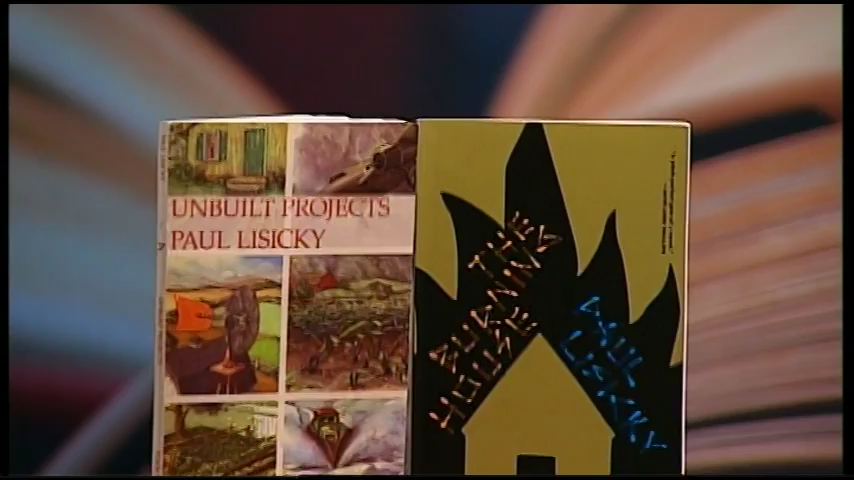 UNBUILT PROJECTS
PAUL LISICKY
THE
BURNING
HOUSE
PAUL
LISICKY